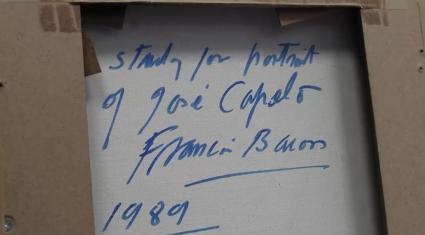 study for portrait
of José Capelo
Francis Bacon
1989